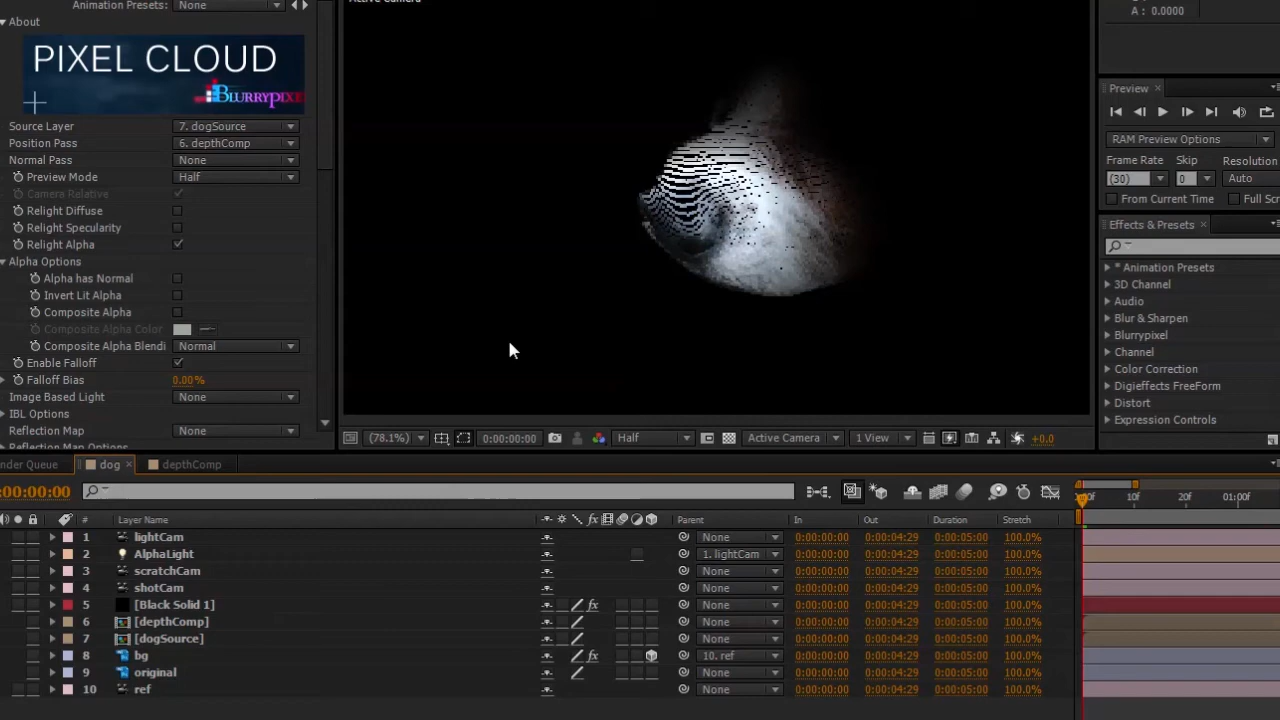 Animation Presets: None
Active Camera
A : 0.0000
About
PIXEL CLOUD
BLURRYPIXE
Source Layer 7. dogSource
Position Pass 6. depthComp
Normal Pass None
Preview Mode Half
Camera Relative
Relight Diffuse
Relight Specularity
Relight Alpha
Alpha Options
Alpha has Normal
Invert Lit Alpha
Composite Alpha
Composite Alpha Color
Composite Alpha Blendi Normal
Enable Falloff
Falloff Bias 0.00%
Image Based Light None
IBL Options
Reflection Map None
Reflection Map Options
Preview
RAM Preview Options
Frame Rate Skip Resolution
(30) 0 Auto
From Current Time Full Scr
Effects & Presets
* Animation Presets
3D Channel
Audio
Blur & Sharpen
Blurrypixel
Channel
Color Correction
Digieffects FreeForm
Distort
Expression Controls
(78.1%) 0:00:00:00 Half Active Camera 1 View +0.0
nder Queue dog depthComp
:00:00:00
:00f 10f 20f 01:00f
# Layer Name fx Parent In Out Duration Stretch
1 lightCam None 0:00:00:00 0:00:04:29 0:00:05:00 100.0%
2 AlphaLight 1. lightCam 0:00:00:00 0:00:04:29 0:00:05:00 100.0%
3 scratchCam None 0:00:00:00 0:00:04:29 0:00:05:00 100.0%
4 shotCam None 0:00:00:00 0:00:04:29 0:00:05:00 100.0%
5 [Black Solid 1] fx None 0:00:00:00 0:00:04:29 0:00:05:00 100.0%
6 [depthComp] None 0:00:00:00 0:00:04:29 0:00:05:00 100.0%
7 [dogSource] None 0:00:00:00 0:00:04:29 0:00:05:00 100.0%
8 bg fx 10. ref 0:00:00:00 0:00:04:29 0:00:05:00 100.0%
9 original None 0:00:00:00 0:00:04:29 0:00:05:00 100.0%
10 ref None 0:00:00:00 0:00:04:29 0:00:05:00 100.0%